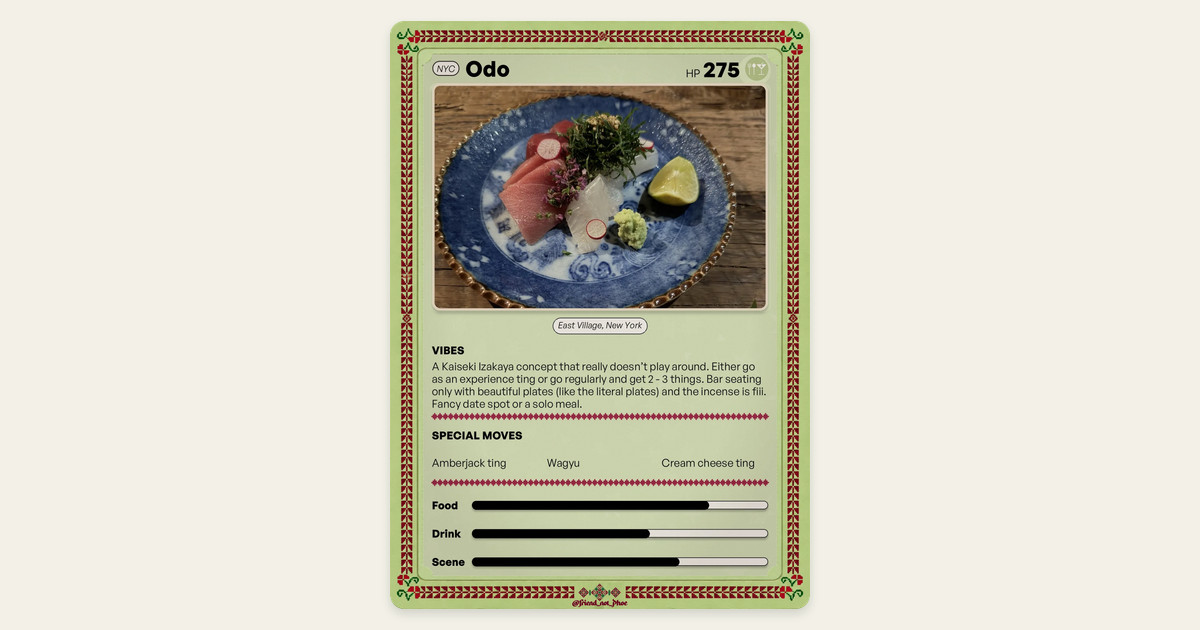 NYC Odo HP 275
East Village, New York
VIBES
A Kaiseki Izakaya concept that really doesn't play around. Either go
as an experience ting or go regularly and get 2 - 3 things. Bar seating
only with beautiful plates (like the literal plates) and the incense is fiii.
Fancy date spot or a solo meal.
SPECIAL MOVES
Amberjack ting Wagyu Cream cheese ting
Food
Drink
Scene
@friend_not_phoe